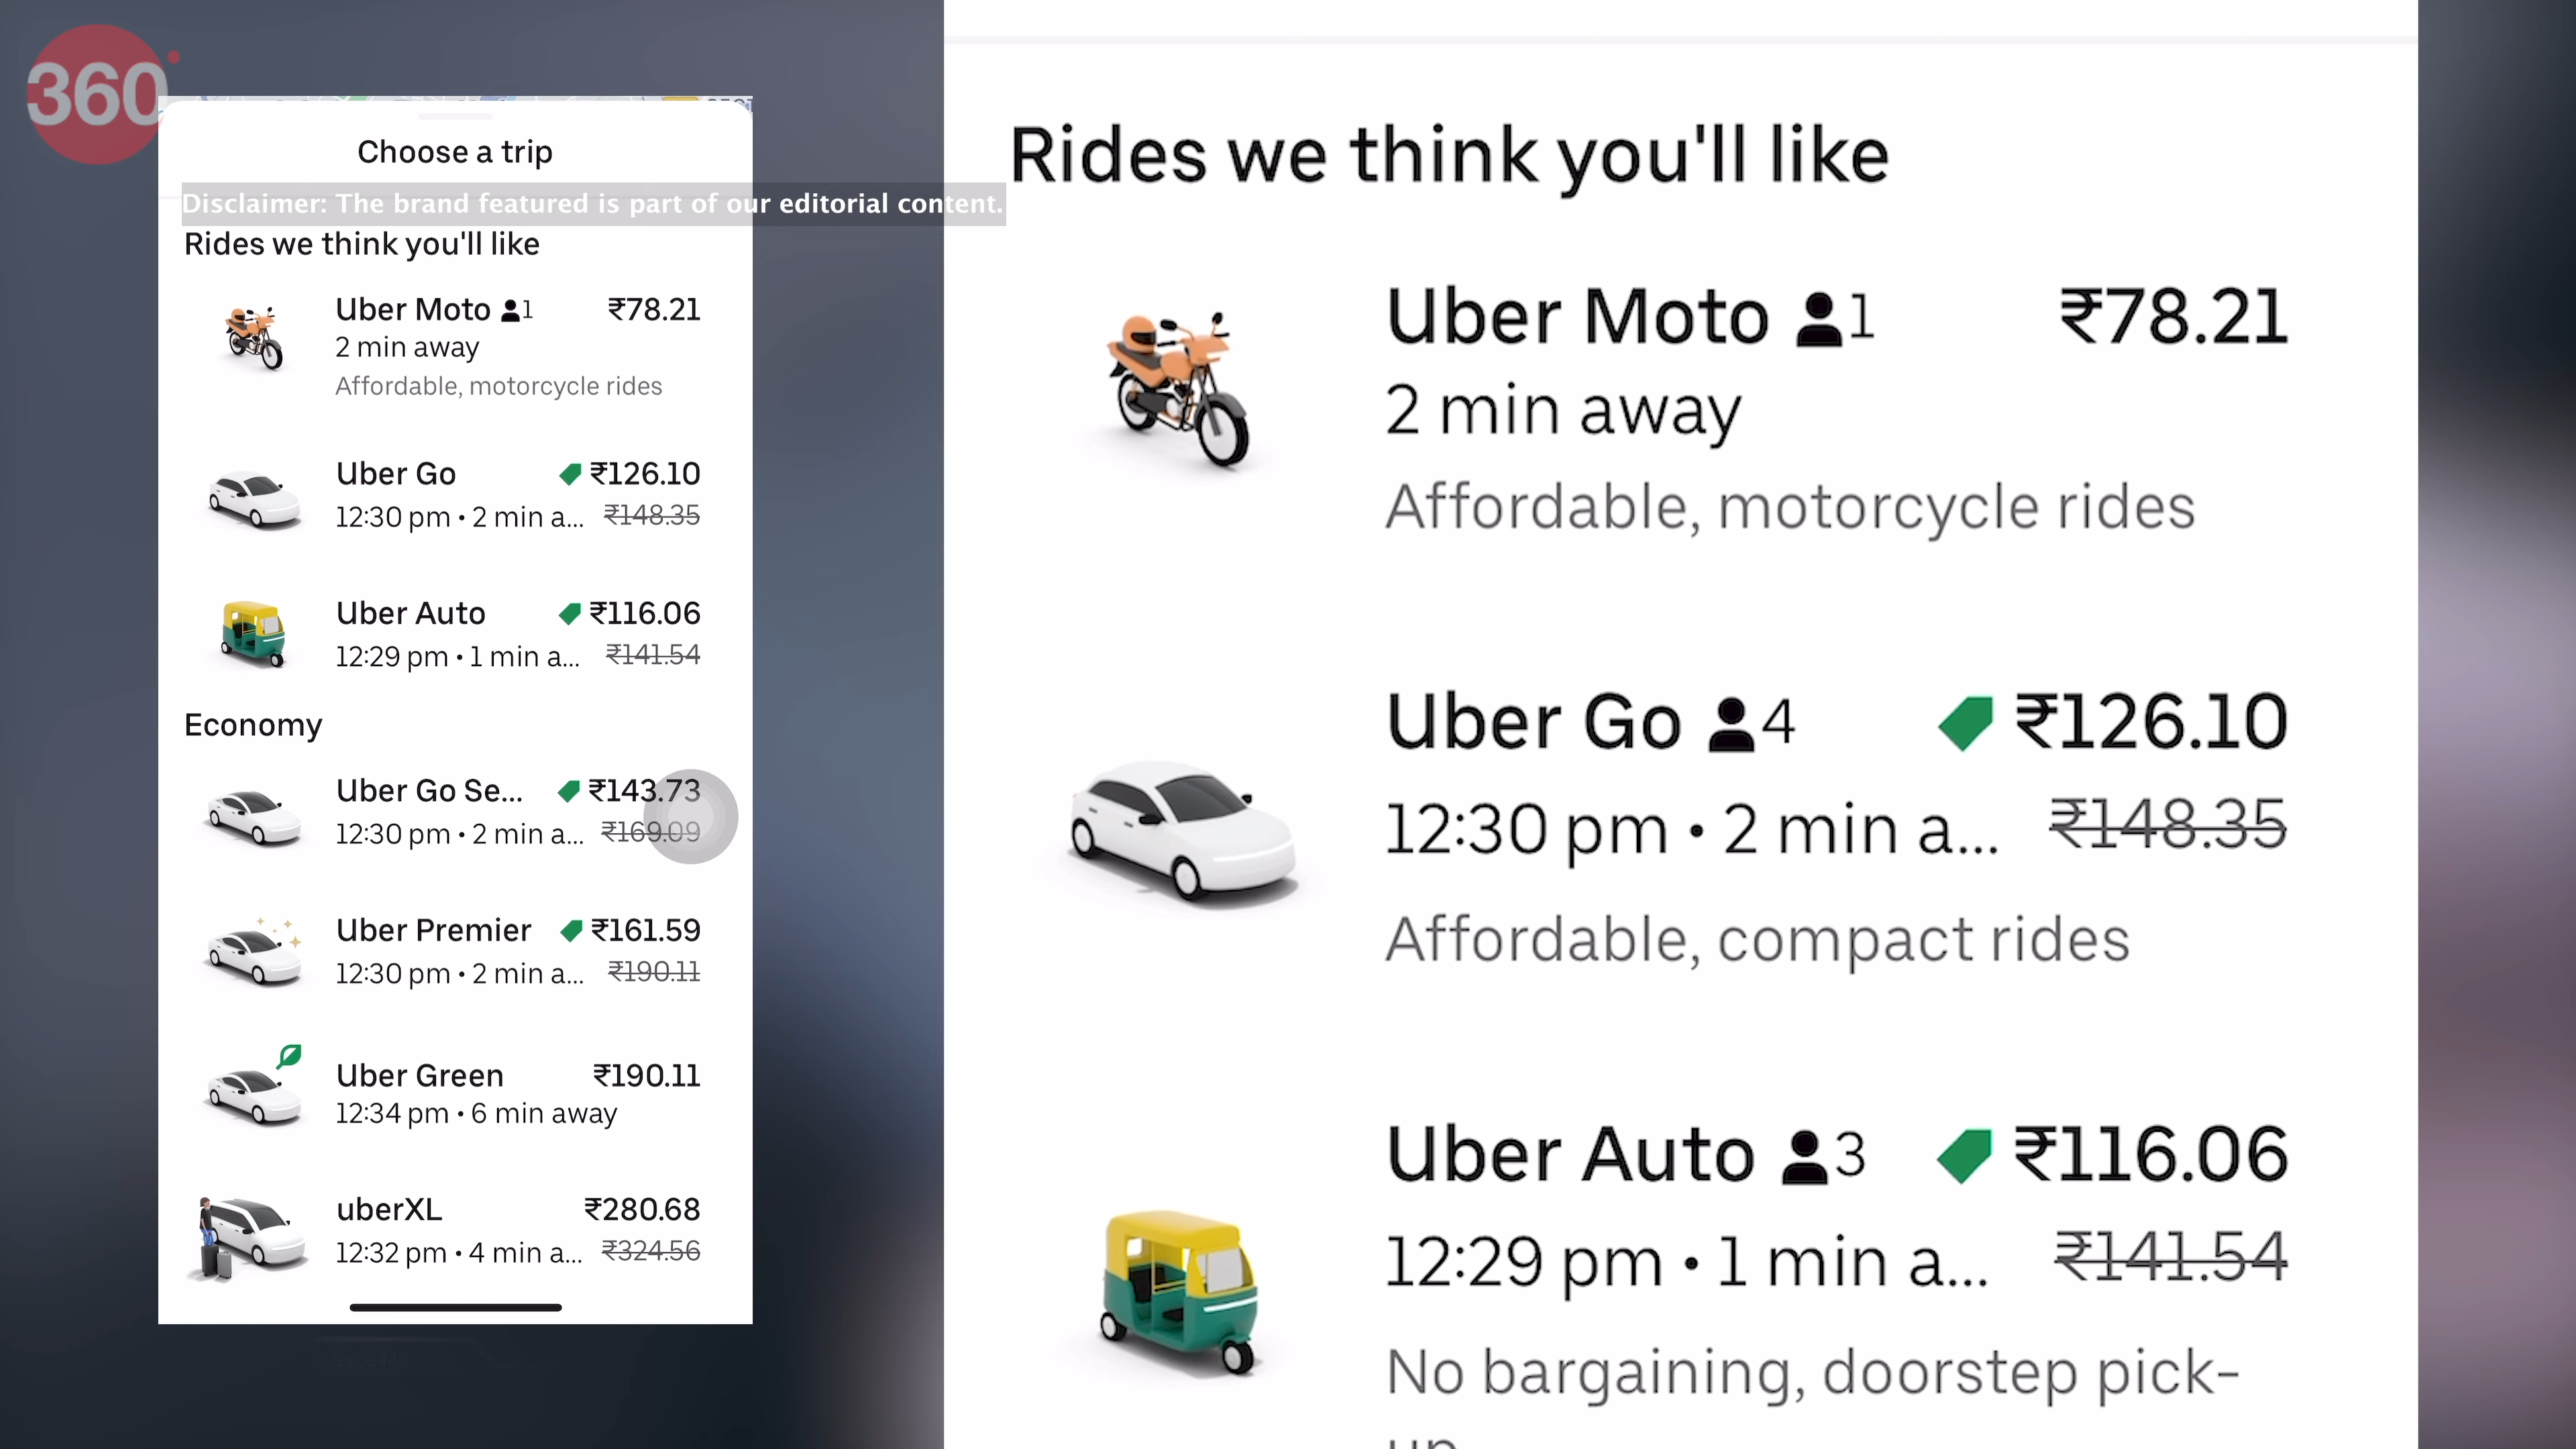 360
Choose a trip
Disclaimer: The brand featured is part of our editorial content.
Rides we think you'll like
Uber Moto 1 ₹78.21
2 min away
Affordable, motorcycle rides
Uber Go ₹126.10
12:30 pm • 2 min a... ₹148.35
Uber Auto ₹116.06
12:29 pm • 1 min a... ₹141.54
Economy
Uber Go Se... ₹143.73
12:30 pm • 2 min a... ₹169.09
Uber Premier ₹161.59
12:30 pm • 2 min a... ₹190.11
Uber Green ₹190.11
12:34 pm • 6 min away
uberXL ₹280.68
12:32 pm • 4 min a... ₹324.56
Rides we think you'll like
Uber Moto 1 ₹78.21
2 min away
Affordable, motorcycle rides
Uber Go 4 ₹126.10
12:30 pm • 2 min a... ₹148.35
Affordable, compact rides
Uber Auto 3 ₹116.06
12:29 pm • 1 min a... ₹141.54
No bargaining, doorstep pick-